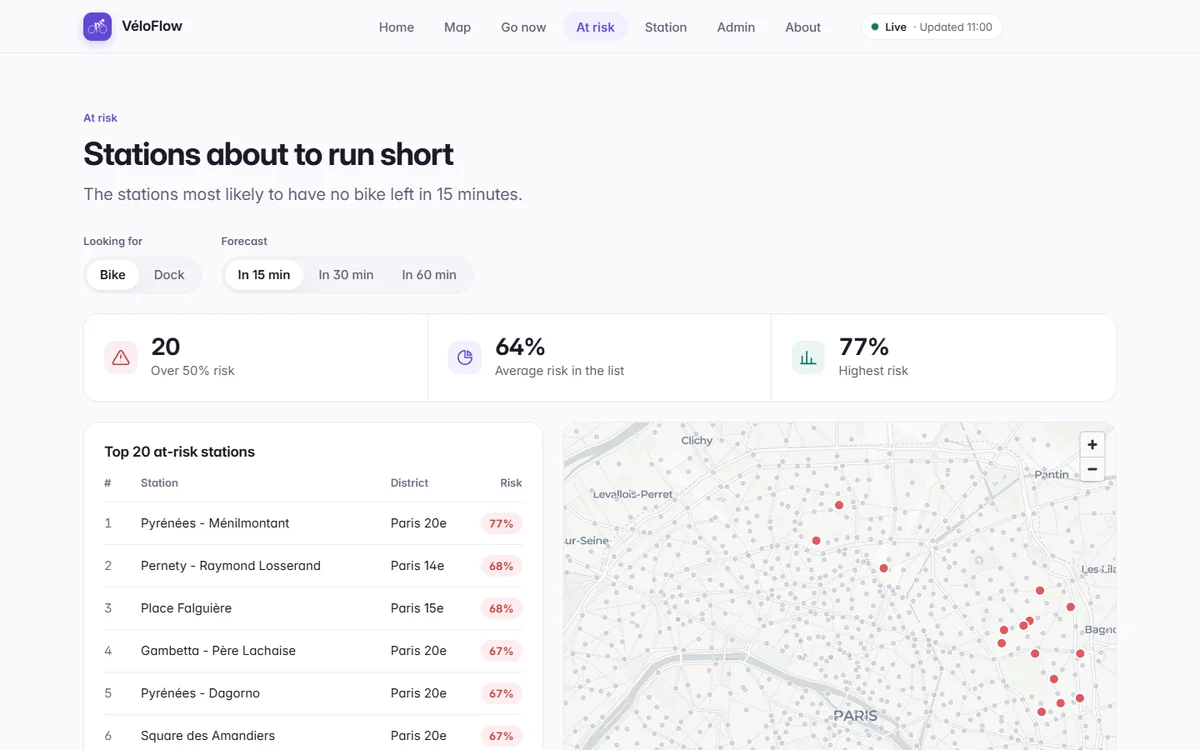 VéloFlow
Home Map Go now At risk Station Admin About
Live · Updated 11:00
At risk
Stations about to run short
The stations most likely to have no bike left in 15 minutes.
Looking for
Forecast
Bike Dock
In 15 min In 30 min In 60 min
20
Over 50% risk
64%
Average risk in the list
77%
Highest risk
Top 20 at-risk stations
# Station District Risk
1 Pyrénées - Ménilmontant Paris 20e 77%
2 Pernety - Raymond Losserand Paris 14e 68%
3 Place Falguière Paris 15e 68%
4 Gambetta - Père Lachaise Paris 20e 67%
5 Pyrénées - Dagorno Paris 20e 67%
6 Square des Amandiers Paris 20e 67%
Clichy
+
−
Pantin
Levallois-Perret
ur-Seine
Les Lila
Bagno
PARIS